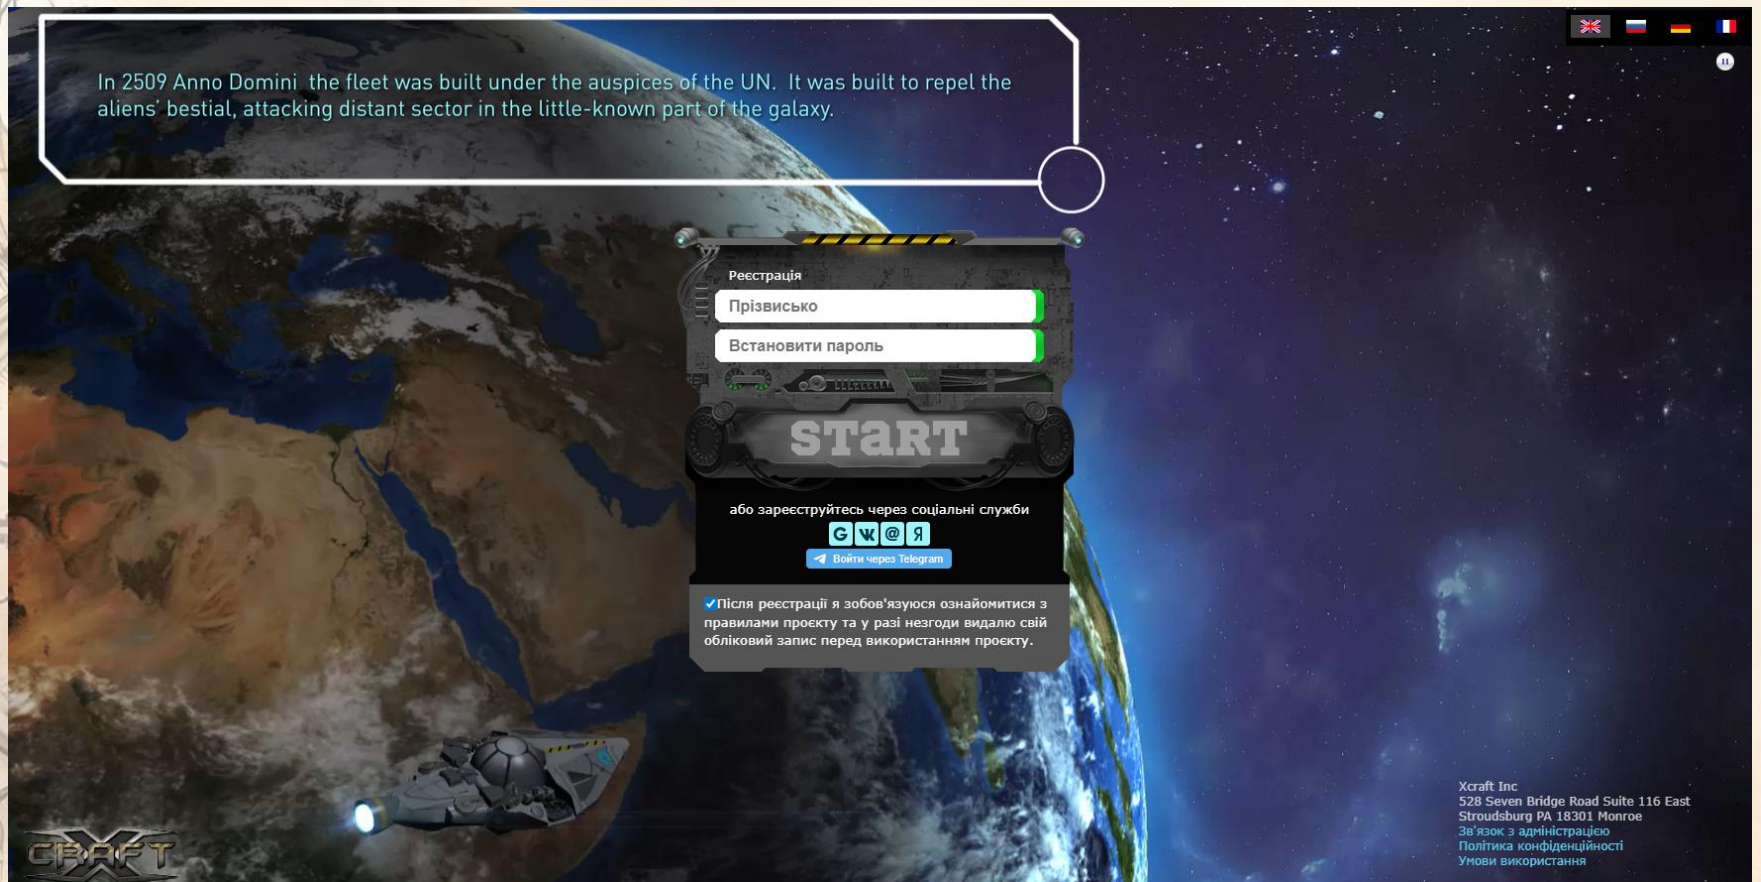 In 2509 Anno Domini the fleet was built under the auspices of the UN. It was built to repel the
aliens' bestial, attacking distant sector in the little-known part of the galaxy.
Реєстрація
Прізвисько
Встановити пароль
START
або зареєструйтесь через соціальні служби
Войти через Telegram
Після реєстрації я зобов'язуюся ознайомитися з
правилами проєкту та у разі незгоди видалю свій
обліковий запис перед використанням проєкту.
X CRAFT
Xcraft Inc
528 Seven Bridge Road Suite 116 East
Stroudsburg PA 18301 Monroe
Зв'язок з адміністрацією
Політика конфіденційності
Умови використання